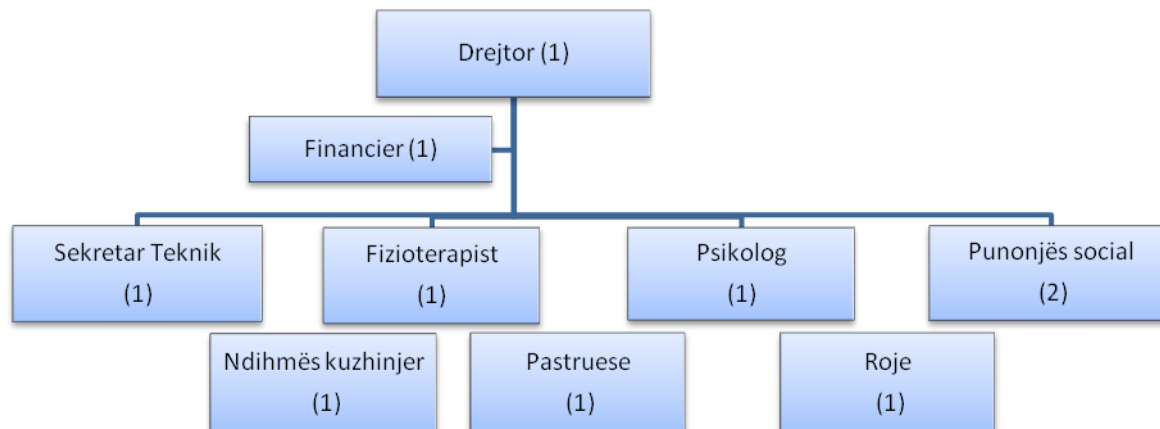 Drejtor (1)
Financier (1)
Sekretar Teknik
(1)
Fizioterapist
(1)
Psikolog
(1)
Punonjës social
(2)
Ndihmës kuzhinjer
(1)
Pastruese
(1)
Roje
(1)